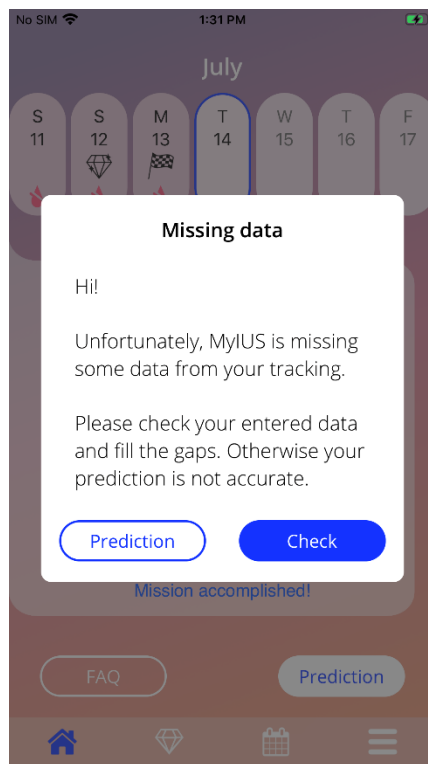 No SIM 1:31 PM
July
S S M T W T F
11 12 13 14 15 16 17
Missing data
Hi!
Unfortunately, MyIUS is missing
some data from your tracking.
Please check your entered data
and fill the gaps. Otherwise your
prediction is not accurate.
Prediction Check
Mission accomplished!
FAQ Prediction